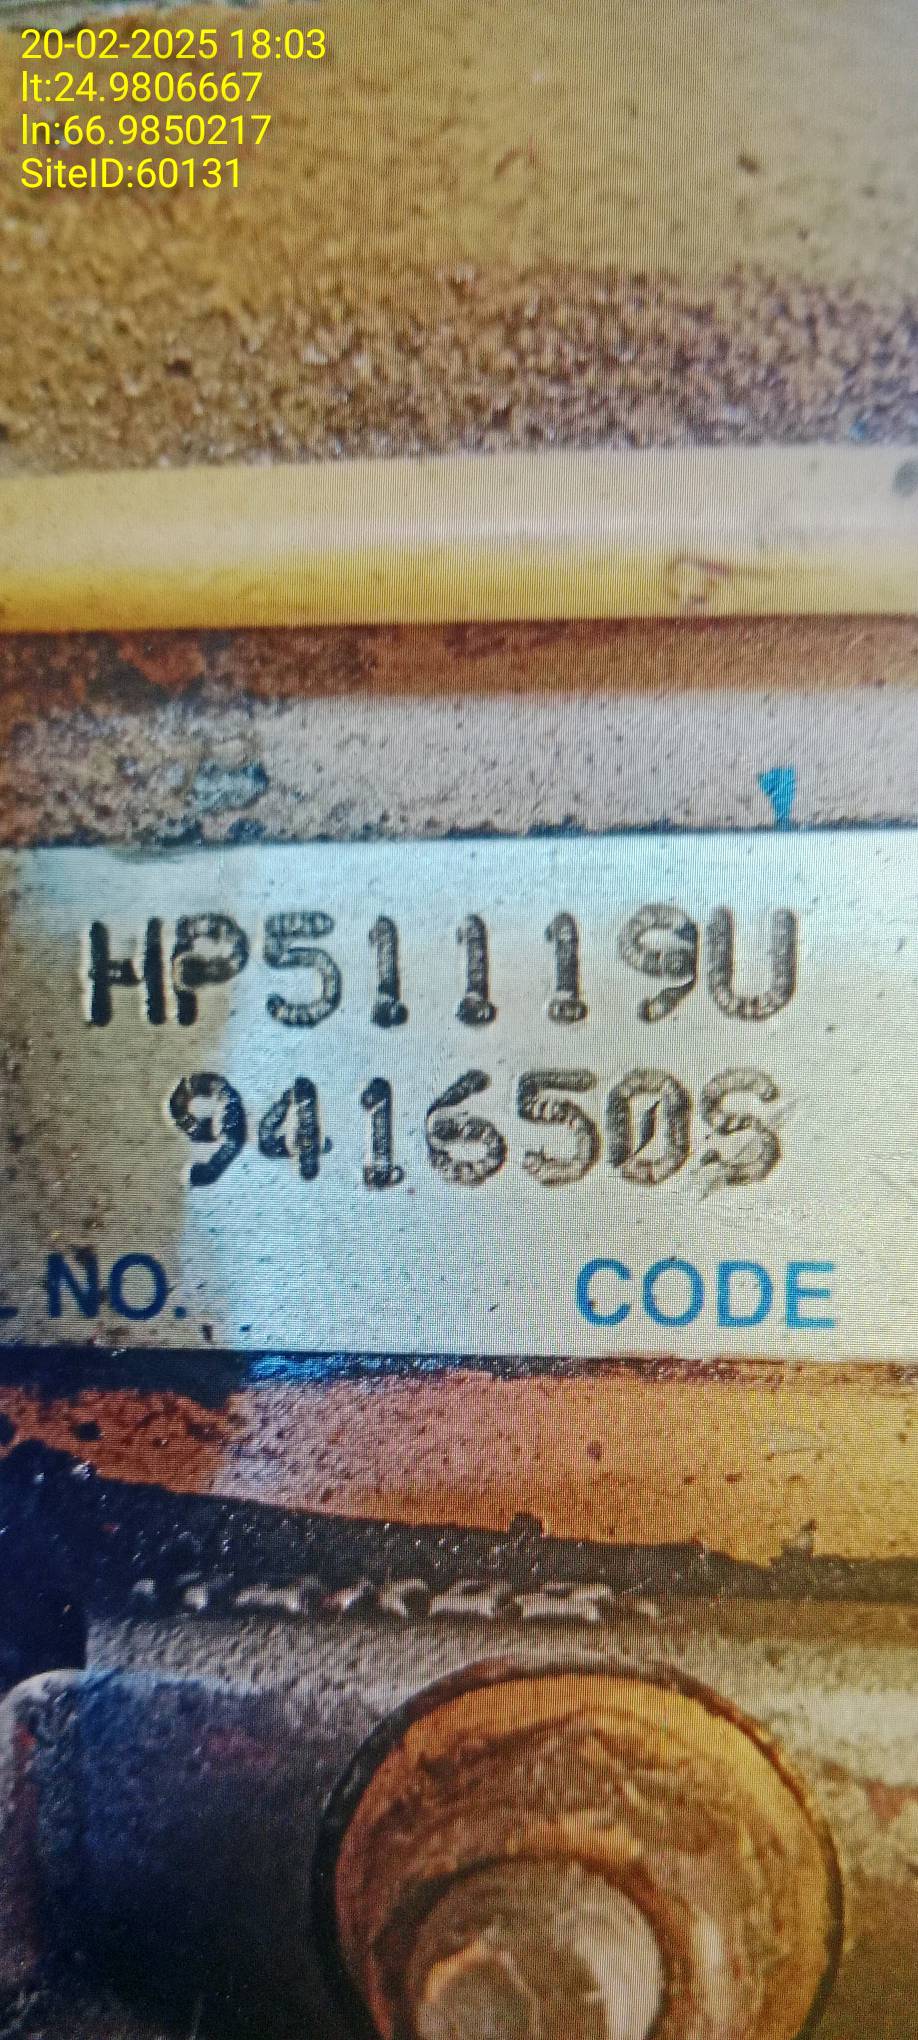 20-02-2025 18:03
lt:24.9806667
ln:66.9850217
SiteID:60131
HP51119U
941650S
NO. CODE